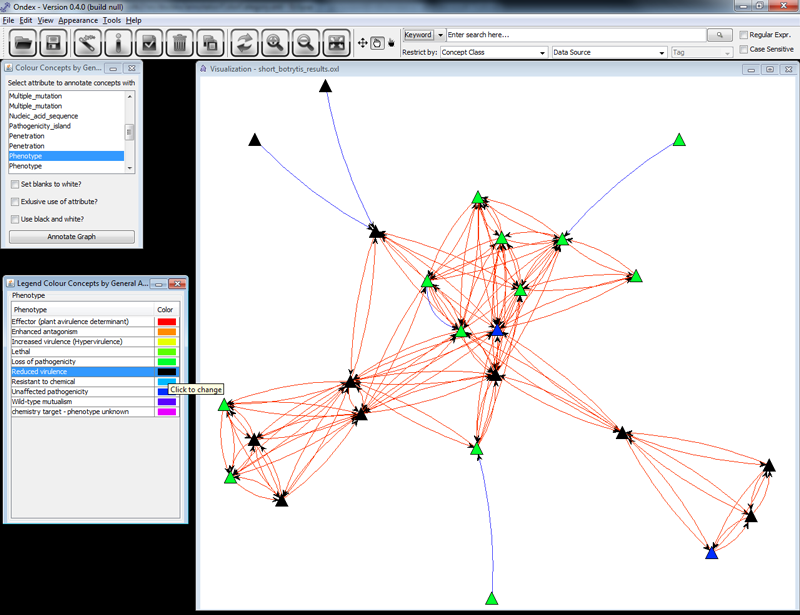 Ondex - Version 0.4.0 (build null)
File Edit View Appearance Tools Help
Keyword Enter search here... Regular Expr.
Restrict by: Concept Class Data Source Tag Case Sensitive
Colour Concepts by Gen...
Select attribute to annotate concepts with
Multiple_mutation
Multiple_mutation
Nucleic_acid_sequence
Pathogenicity_island
Penetration
Penetration
Phenotype
Phenotype
Set blanks to white?
Exlusive use of attribute?
Use black and white?
Annotate Graph
Visualization - short_botrytis_results.oxl
Legend Colour Concepts by General A...
Phenotype
Phenotype Color
Effector (plant avirulence determinant)
Enhanced antagonism
Increased virulence (Hypervirulence)
Lethal
Loss of pathogenicity
Reduced virulence
Resistant to chemical
Unaffected pathogenicity
Wild-type mutualism
chemistry target - phenotype unknown
Click to change